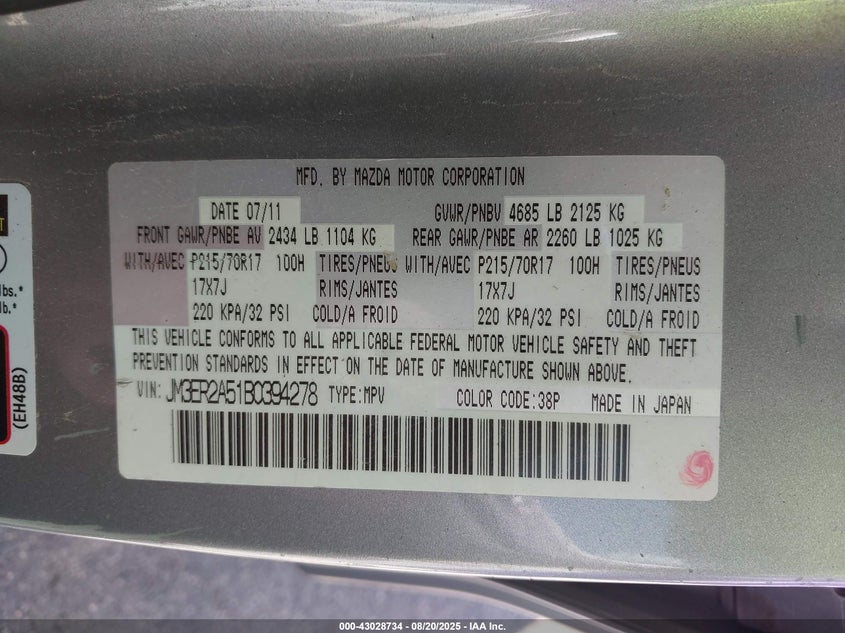 MFD. BY MAZDA MOTOR CORPORATION
DATE 07/11 GVWR/PNBV 4685 LB 2125 KG
FRONT GAWR/PNBE AV 2434 LB 1104 KG REAR GAWR/PNBE AR 2260 LB 1025 KG
WITH/AVEC P215/70R17 100H TIRES/PNEUS WITH/AVEC P215/70R17 100H TIRES/PNEUS
17X7J RIMS/JANTES 17X7J RIMS/JANTES
220 KPA/32 PSI COLD/A FROID 220 KPA/32 PSI COLD/A FROID
THIS VEHICLE CONFORMS TO ALL APPLICABLE FEDERAL MOTOR VEHICLE SAFETY AND THEFT
PREVENTION STANDARDS IN EFFECT ON THE DATE OF MANUFACTURE SHOWN ABOVE.
VIN: JM3ER2A51B0394278 TYPE:MPV COLOR CODE:38P MADE IN JAPAN
lbs.*
lb.*
(EH48B)
000-43028734 - 08/20/2025 - IAA Inc.